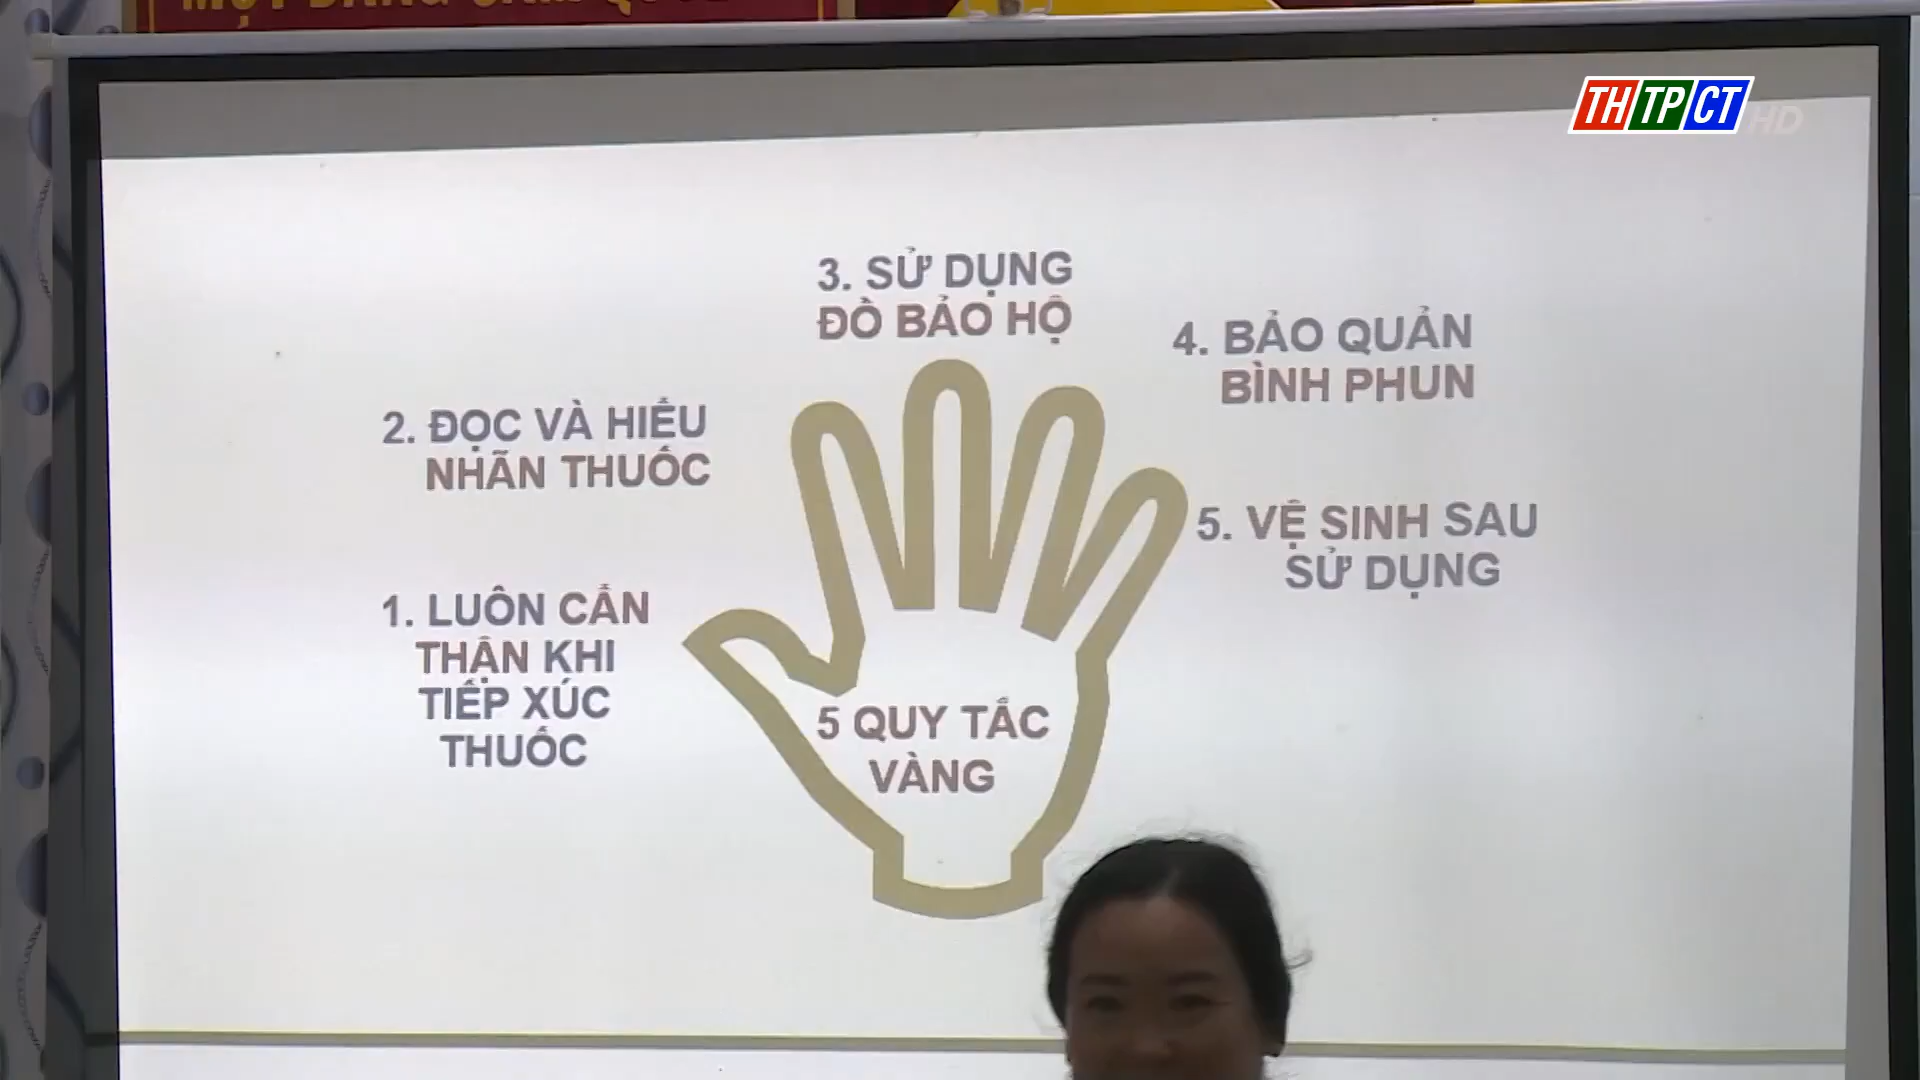 THTPCT HD
3. SỬ DỤNG
ĐỒ BẢO HỘ
4. BẢO QUẢN
BÌNH PHUN
2. ĐỌC VÀ HIỂU
NHÃN THUỐC
5. VỆ SINH SAU
SỬ DỤNG
1. LUÔN CẨN
THẬN KHI
TIẾP XÚC
THUỐC
5 QUY TẮC
VÀNG